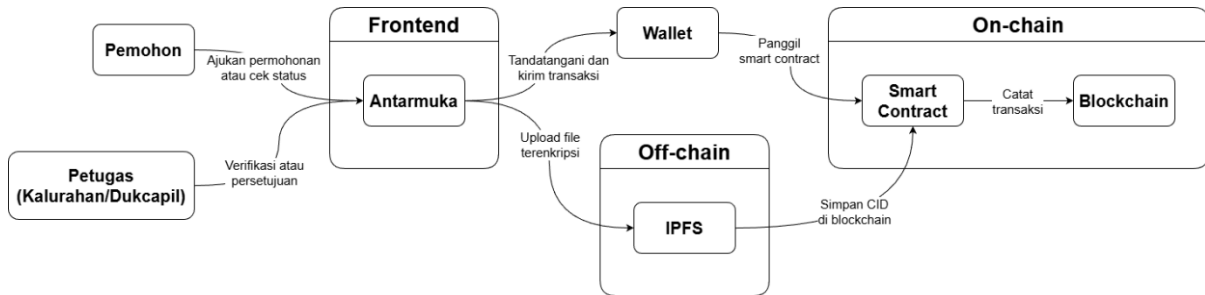 Pemohon
Ajukan permohonan
atau cek status
Petugas
(Kalurahan/Dukcapil)
Verifikasi atau
persetujuan
Frontend
Antarmuka
Tandatangani dan
kirim transaksi
Wallet
Upload file
terenkripsi
Off-chain
IPFS
Panggil
smart contract
Simpan CID
di blockchain
On-chain
Smart
Contract
Catat
transaksi
Blockchain